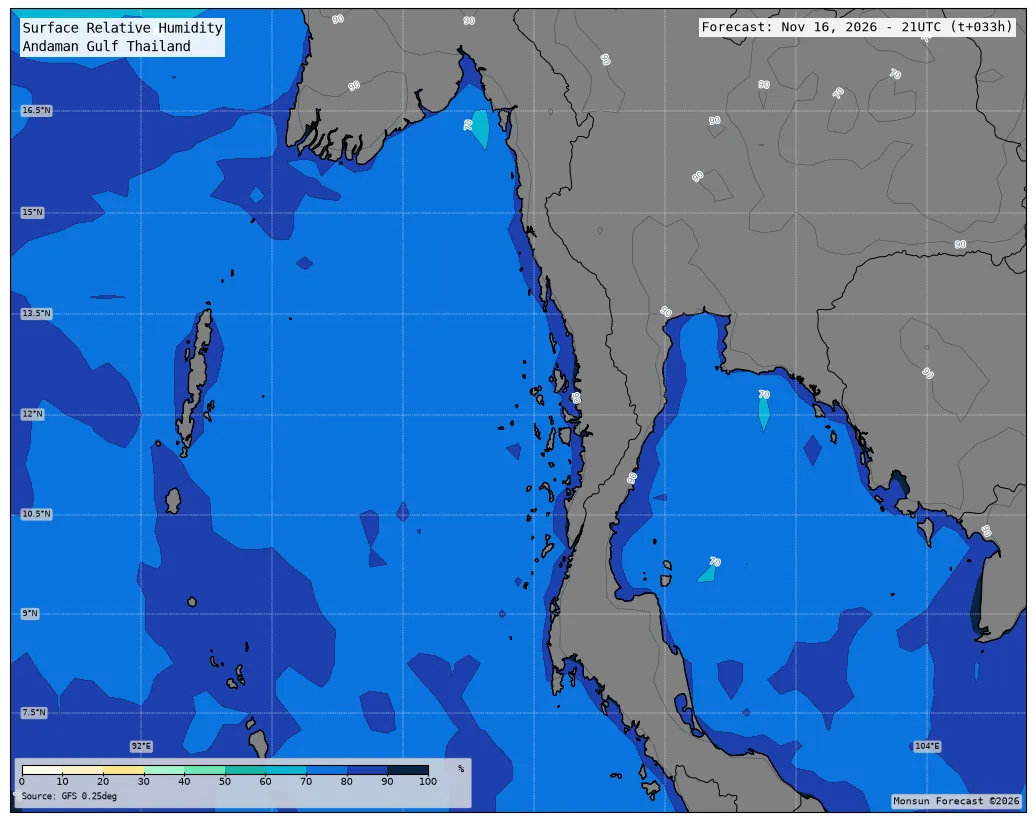 Surface Relative Humidity
Andaman Gulf Thailand
Forecast: Nov 16, 2026 - 21UTC (t+033h)
90
90
90
90
90
70
70
16.5°N
70
90
90
15°N
90
13.5°N
90
90
12°N
90
70
90
10.5°N
90
70
9°N
7.5°N
92°E
104°E
%
0 10 20 30 40 50 60 70 80 90 100
Source: GFS 0.25deg
Monsun Forecast ©2026